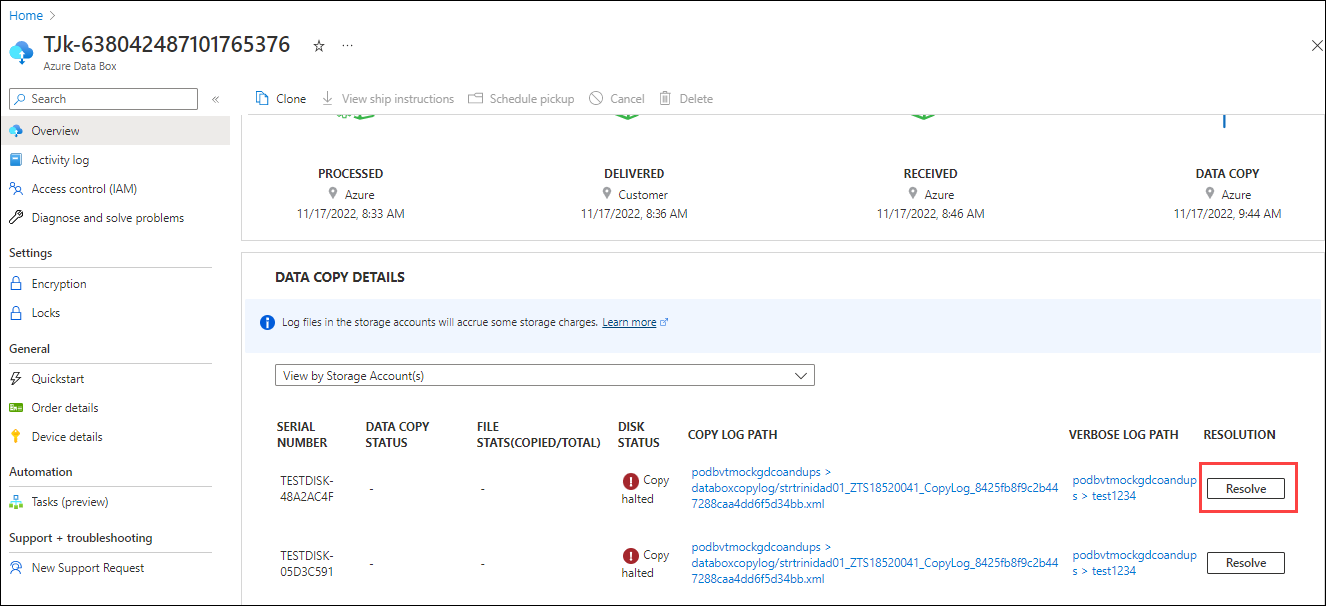 Home >
TJk-638042487101765376
Azure Data Box
Search
«
Clone
View ship instructions
Schedule pickup
Cancel
Delete
Overview
Activity log
Access control (IAM)
Diagnose and solve problems
Settings
Encryption
Locks
General
Quickstart
Order details
Device details
Automation
Tasks (preview)
Support + troubleshooting
New Support Request
PROCESSED
Azure
11/17/2022, 8:33 AM
DELIVERED
Customer
11/17/2022, 8:36 AM
RECEIVED
Azure
11/17/2022, 8:46 AM
DATA COPY
Azure
11/17/2022, 9:44 AM
DATA COPY DETAILS
Log files in the storage accounts will accrue some storage charges. Learn more
View by Storage Account(s)
SERIAL
NUMBER
DATA COPY
STATUS
FILE
STATS(COPIED/TOTAL)
DISK
STATUS
COPY LOG PATH
VERBOSE LOG PATH
RESOLUTION
TESTDISK-
48A2AC4F
-
-
Copy
halted
podbvtmockgdcoandups >
databoxcopylog/strtrinidad01_ZTS18520041_CopyLog_8425fb8f9c2b44
7288caa4dd6f5d34bb.xml
podbvtmockgdcoandup
s > test1234
Resolve
TESTDISK-
05D3C591
-
-
Copy
halted
podbvtmockgdcoandups >
databoxcopylog/strtrinidad01_ZTS18520041_CopyLog_8425fb8f9c2b44
7288caa4dd6f5d34bb.xml
podbvtmockgdcoandup
s > test1234
Resolve